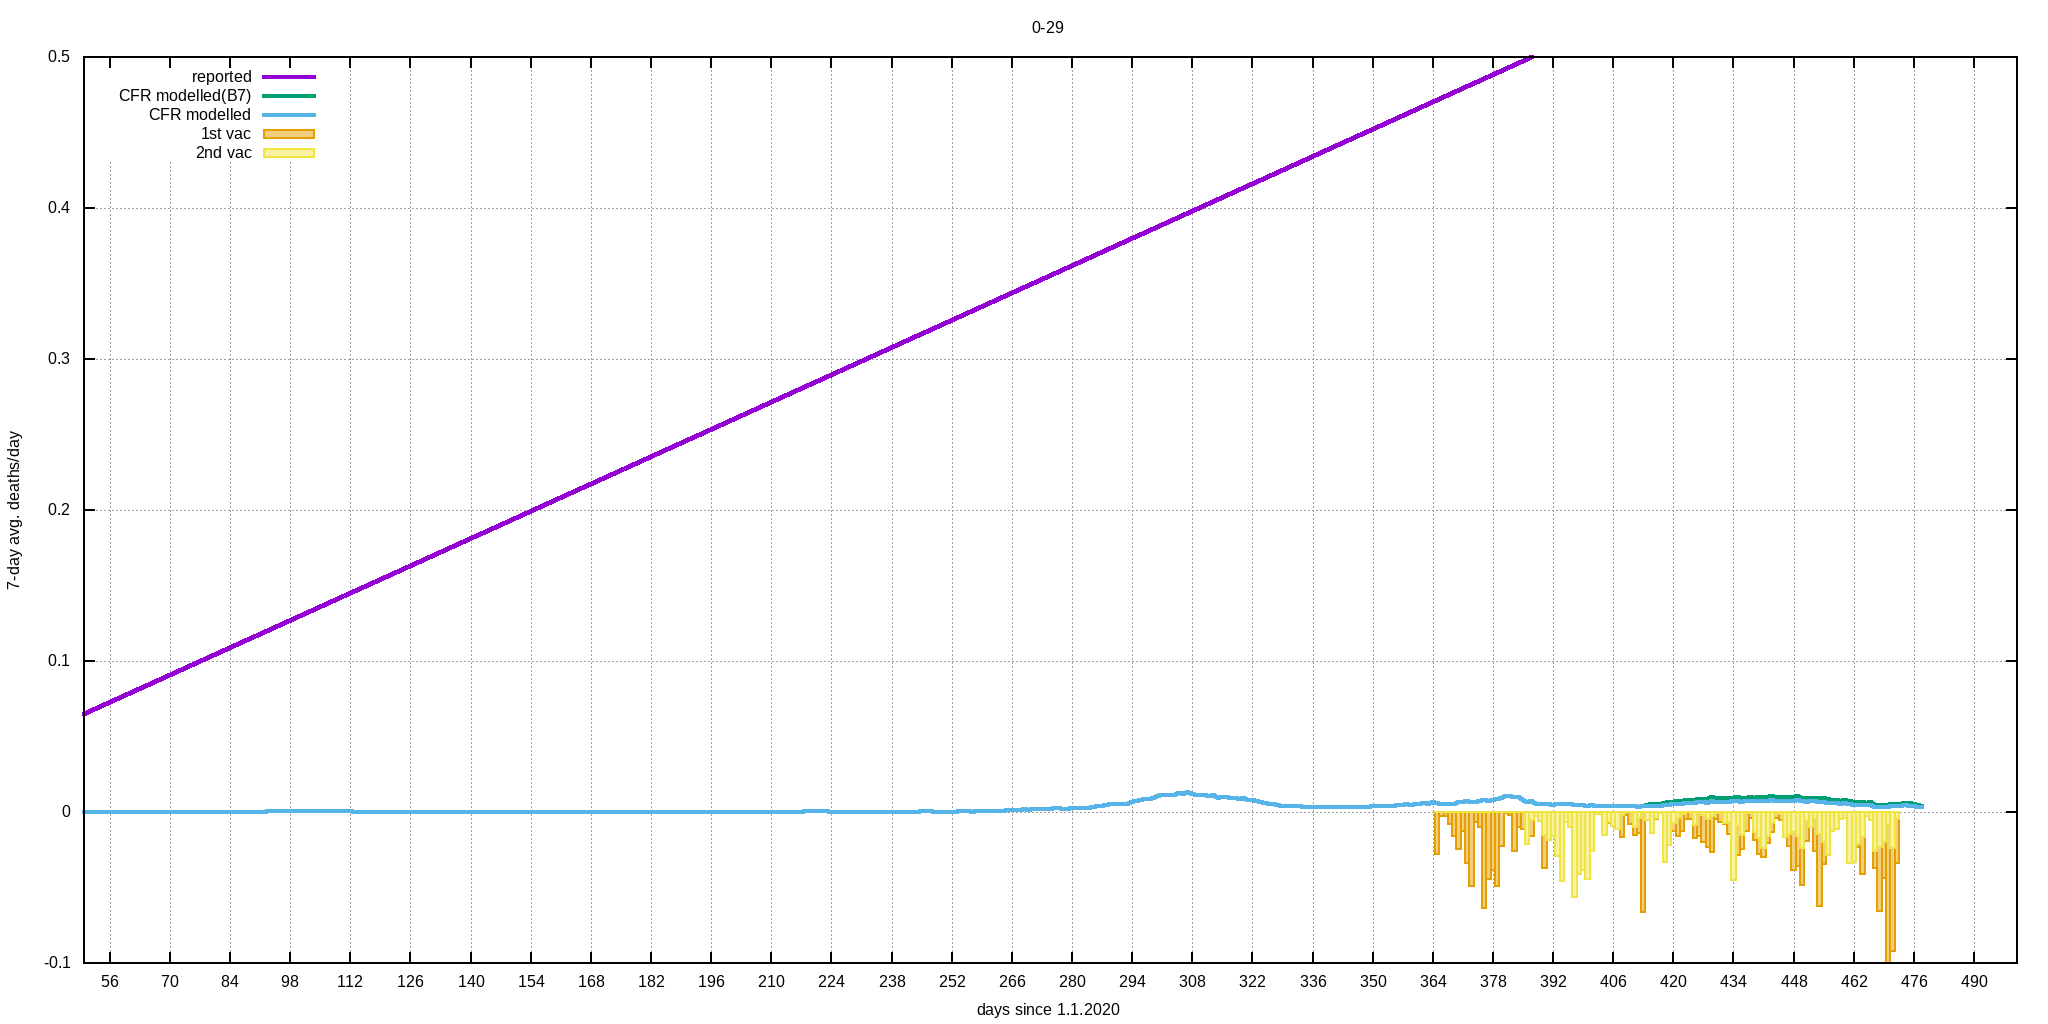 0-29
0.5
0.4
0.3
0.2
0.1
0
-0.1
7-day avg. deaths/day
reported
CFR modelled(B7)
CFR modelled
1st vac
2nd vac
56 70 84 98 112 126 140 154 168 182 196 210 224 238 252 266 280 294 308 322 336 350 364 378 392 406 420 434 448 462 476 490
days since 1.1.2020